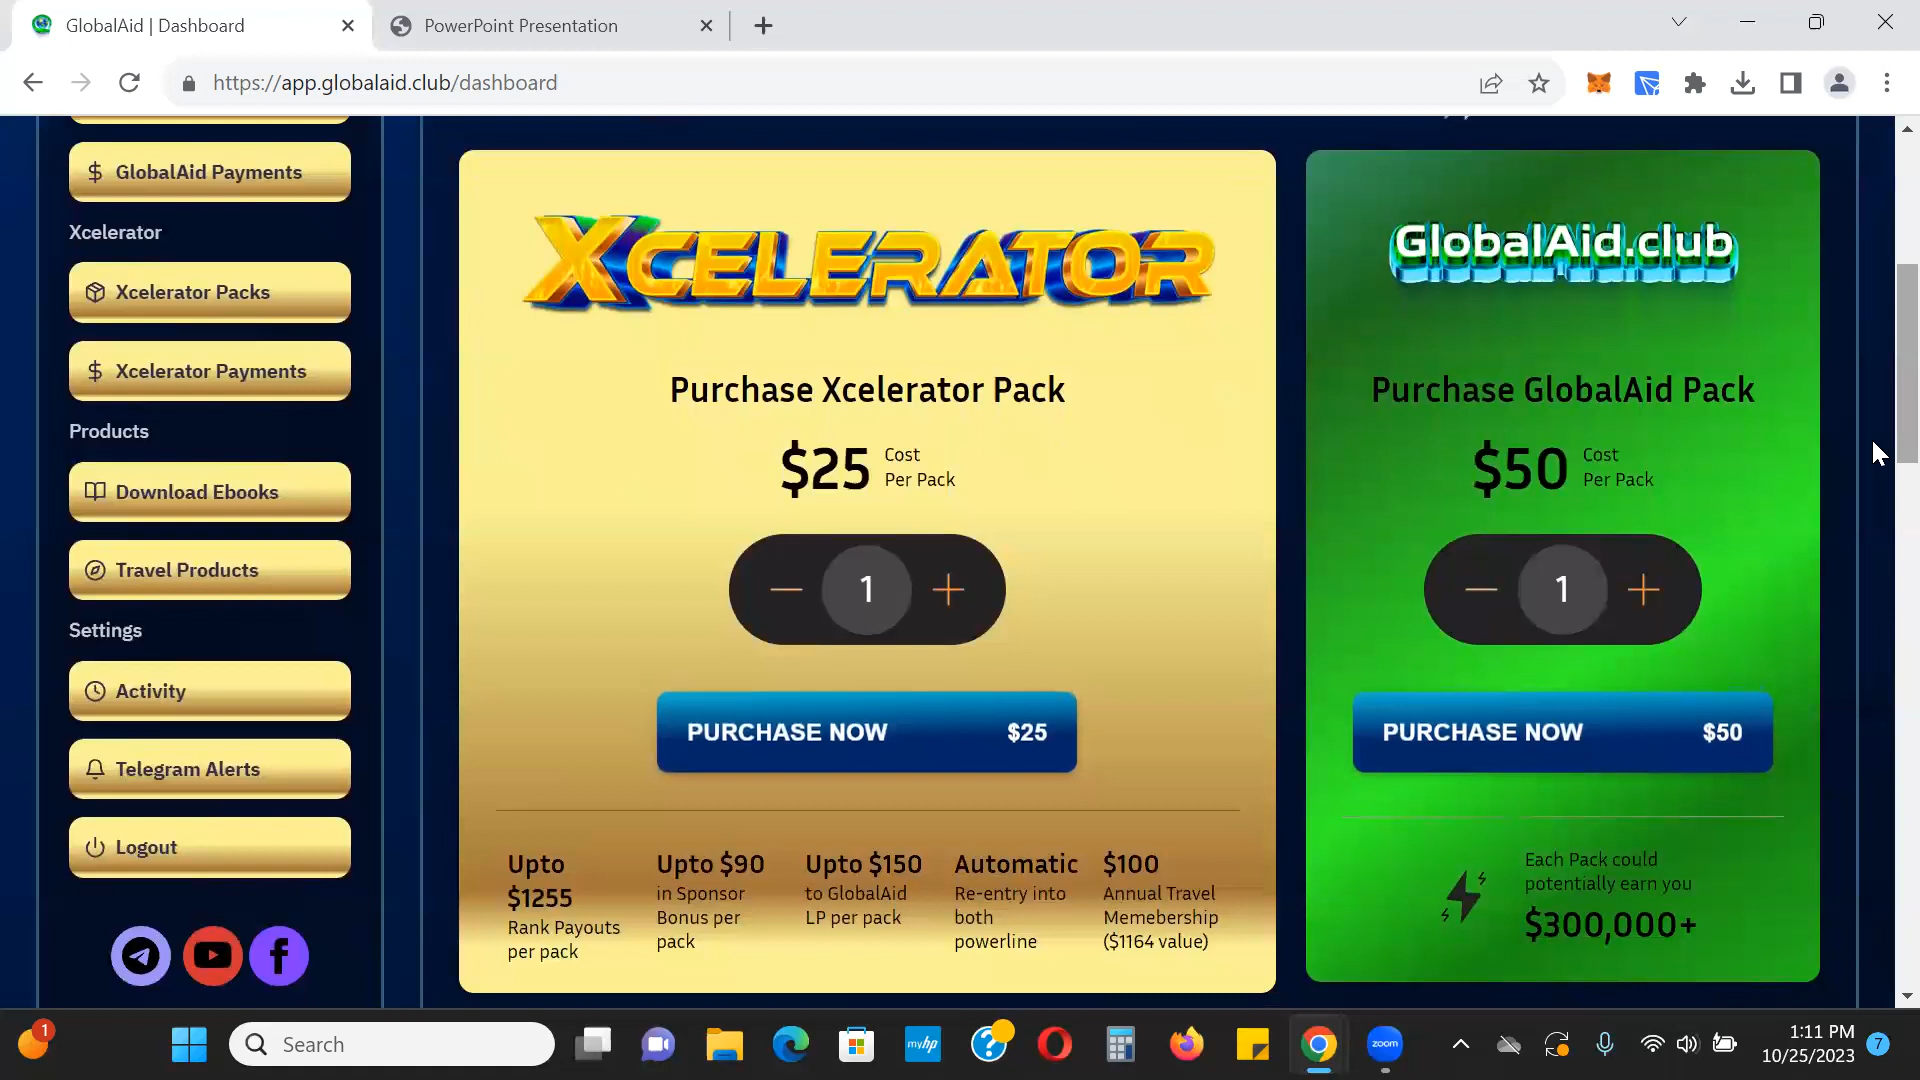 GlobalAid | Dashboard
PowerPoint Presentation
https://app.globalaid.club/dashboard
GlobalAid Payments
Xcelerator
Xcelerator Packs
Xcelerator Payments
Products
Download Ebooks
Travel Products
Settings
Activity
Telegram Alerts
Logout
XCELERATOR
Purchase Xcelerator Pack
$25
Cost
Per Pack
1
PURCHASE NOW $25
Upto
$1255
Rank Payouts
per pack
Upto $90
in Sponsor
Bonus per
pack
Upto $150
to GlobalAid
LP per pack
Automatic
Re-entry into
both
powerline
$100
Annual Travel
Memebership
($1164 value)
GlobalAid.club
Purchase GlobalAid Pack
$50
Cost
Per Pack
1
PURCHASE NOW $50
Each Pack could
potentially earn you
$300,000+
1
Search
myhp
zoom
1:11 PM
10/25/2023
7